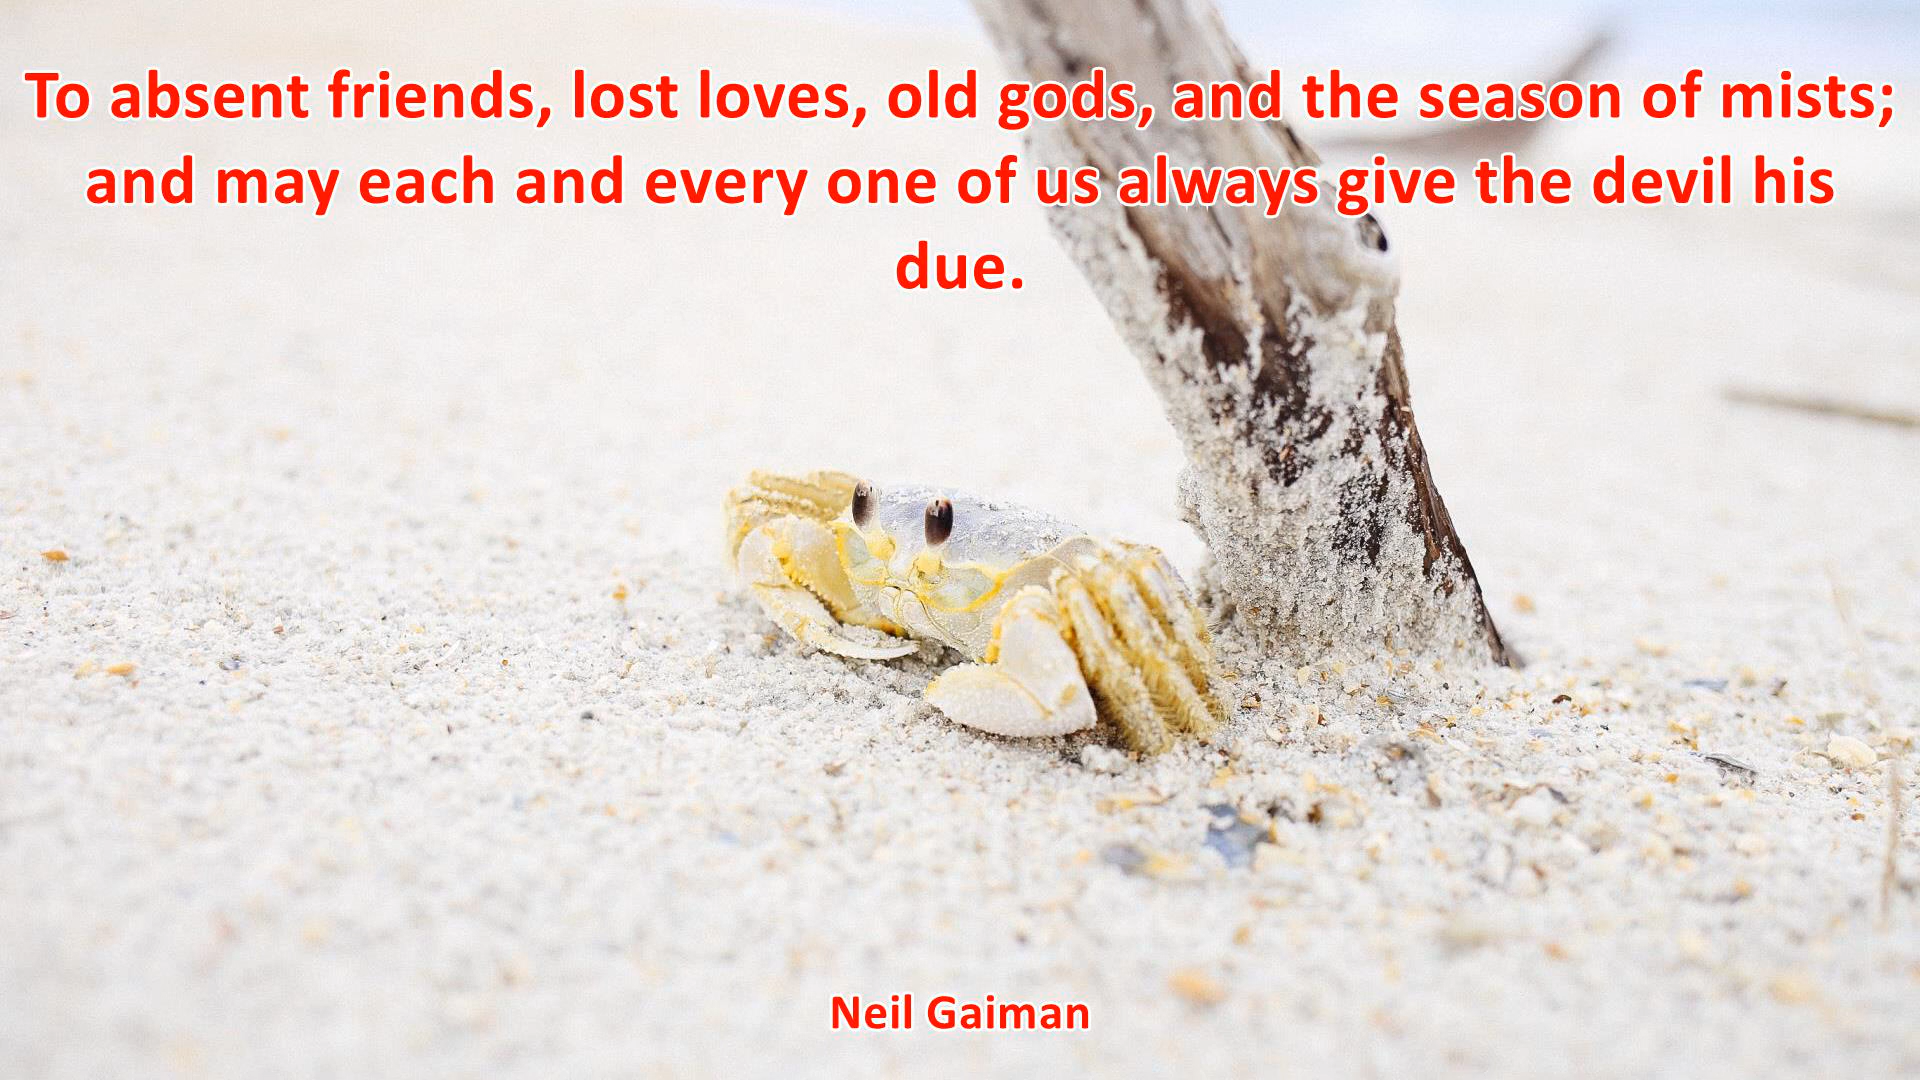 To absent friends, lost loves, old gods, and the season of mists;
and may each and every one of us always give the devil his
due.
Neil Gaiman